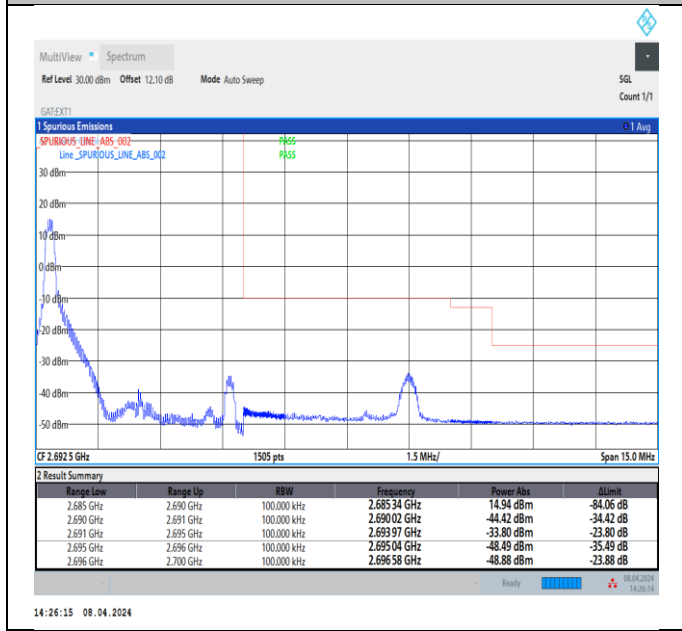 MultiView Spectrum
Ref Level 30.00 dBm Offset 12.10 dB Mode Auto Sweep SGL
Count 1/1
GAT:EXT1
1 Spurious Emissions 1 Avg
_SPURIOUS_LINE_ABS_002 PASS
Line _SPURIOUS_LINE_ABS_002 PASS
30 dBm
20 dBm
10 dBm
0 dBm
-10 dBm
-20 dBm
-30 dBm
-40 dBm
-50 dBm
CF 2.692 5 GHz 1505 pts 1.5 MHz/ Span 15.0 MHz
2 Result Summary
Range Low Range Up RBW Frequency Power Abs ΔLimit
2.685 GHz 2.690 GHz 100.000 kHz 2.685 34 GHz 14.94 dBm -84.06 dB
2.690 GHz 2.691 GHz 100.000 kHz 2.690 02 GHz -44.42 dBm -34.42 dB
2.691 GHz 2.695 GHz 100.000 kHz 2.693 97 GHz -33.80 dBm -23.80 dB
2.695 GHz 2.696 GHz 100.000 kHz 2.695 04 GHz -48.49 dBm -35.49 dB
2.696 GHz 2.700 GHz 100.000 kHz 2.696 58 GHz -48.88 dBm -23.88 dB
Ready 08.04.2024
14:26:14
14:26:15 08.04.2024